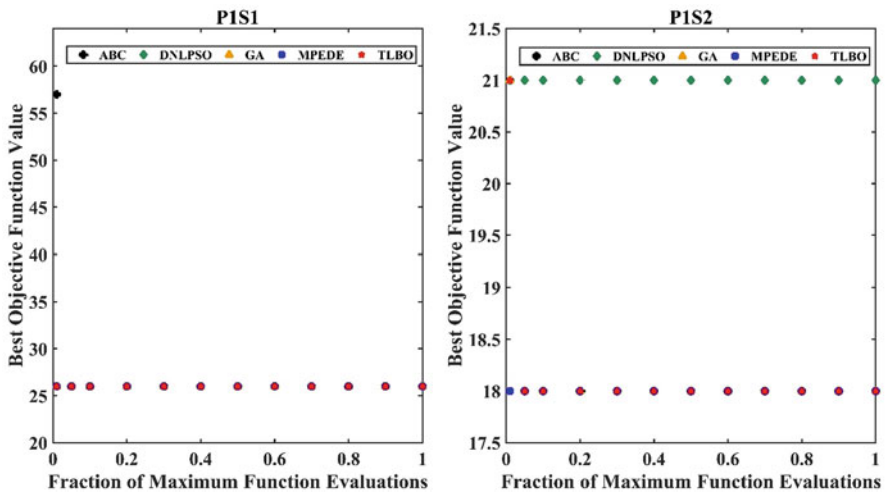 P1S1
ABC DNLPSO GA MPEDE TLBO
Best Objective Function Value
60
55
50
45
40
35
30
25
20
0 0.2 0.4 0.6 0.8 1
Fraction of Maximum Function Evaluations
P1S2
ABC DNLPSO GA MPEDE TLBO
Best Objective Function Value
21.5
21
20.5
20
19.5
19
18.5
18
17.5
0 0.2 0.4 0.6 0.8 1
Fraction of Maximum Function Evaluations